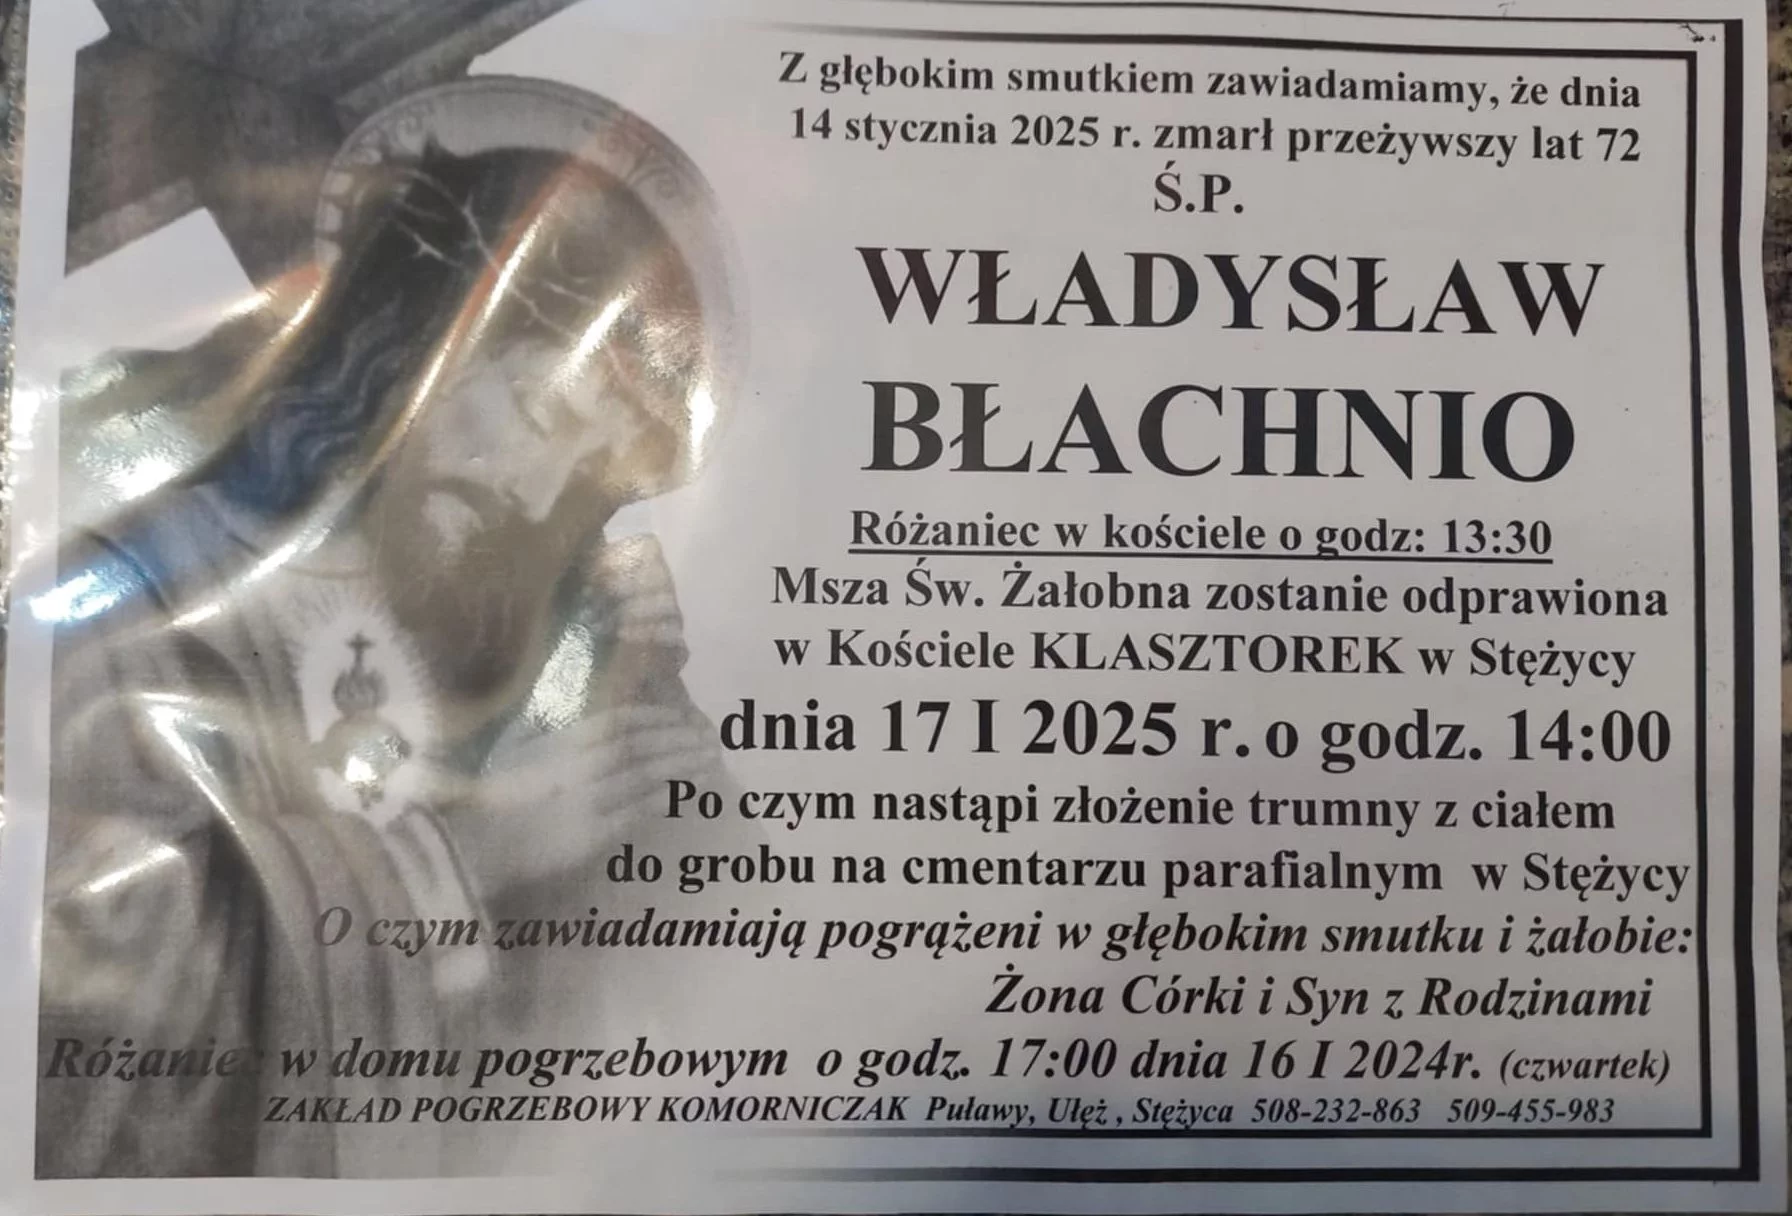 Z głębokim smutkiem zawiadamiamy, że dnia
14 stycznia 2025 r. zmarł przeżywszy lat 72
Ś.P.
WŁADYSŁAW
BŁACHNIO
Różaniec w kościele o godz: 13:30
Msza Św. Żałobna zostanie odprawiona
w Kościele KLASZTOREK w Stężycy
dnia 17 I 2025 r. o godz. 14:00
Po czym nastąpi złożenie trumny z ciałem
do grobu na cmentarzu parafialnym w Stężycy
O czym zawiadamiają pogrążeni w głębokim smutku i żałobie:
Żona Córki i Syn z Rodzinami
Różaniec w domu pogrzebowym o godz. 17:00 dnia 16 I 2024r. (czwartek)
ZAKŁAD POGRZEBOWY KOMORNICZAK Puławy, Ułęż , Stężyca 508-232-863 509-455-983